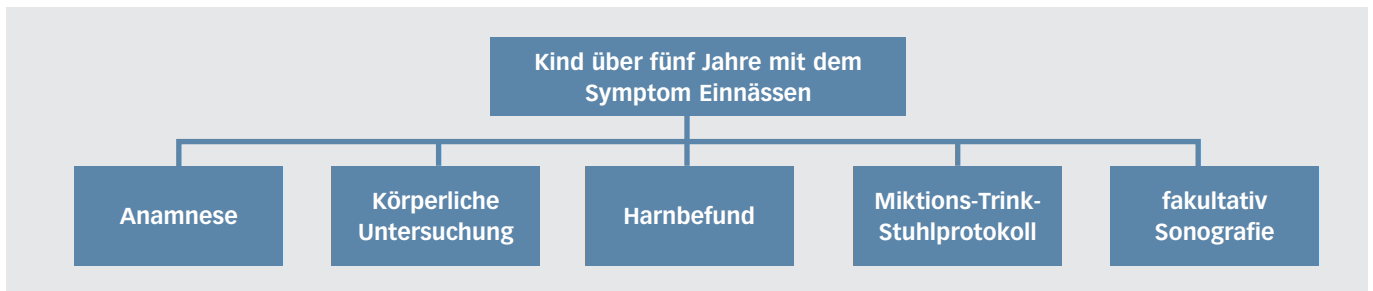 Kind über fünf Jahre mit dem
Symptom Einnässen
Anamnese
Körperliche
Untersuchung
Harnbefund
Miktions-Trink-
Stuhlprotokoll
fakultativ
Sonografie